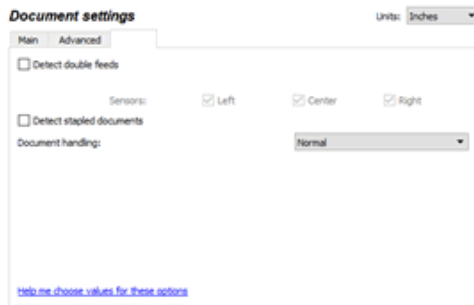 Document settings
Units: Inches
Main Advanced
Detect double feeds
Sensors: Left Center Right
Detect stapled documents
Document handling: Normal
Help me choose values for these options